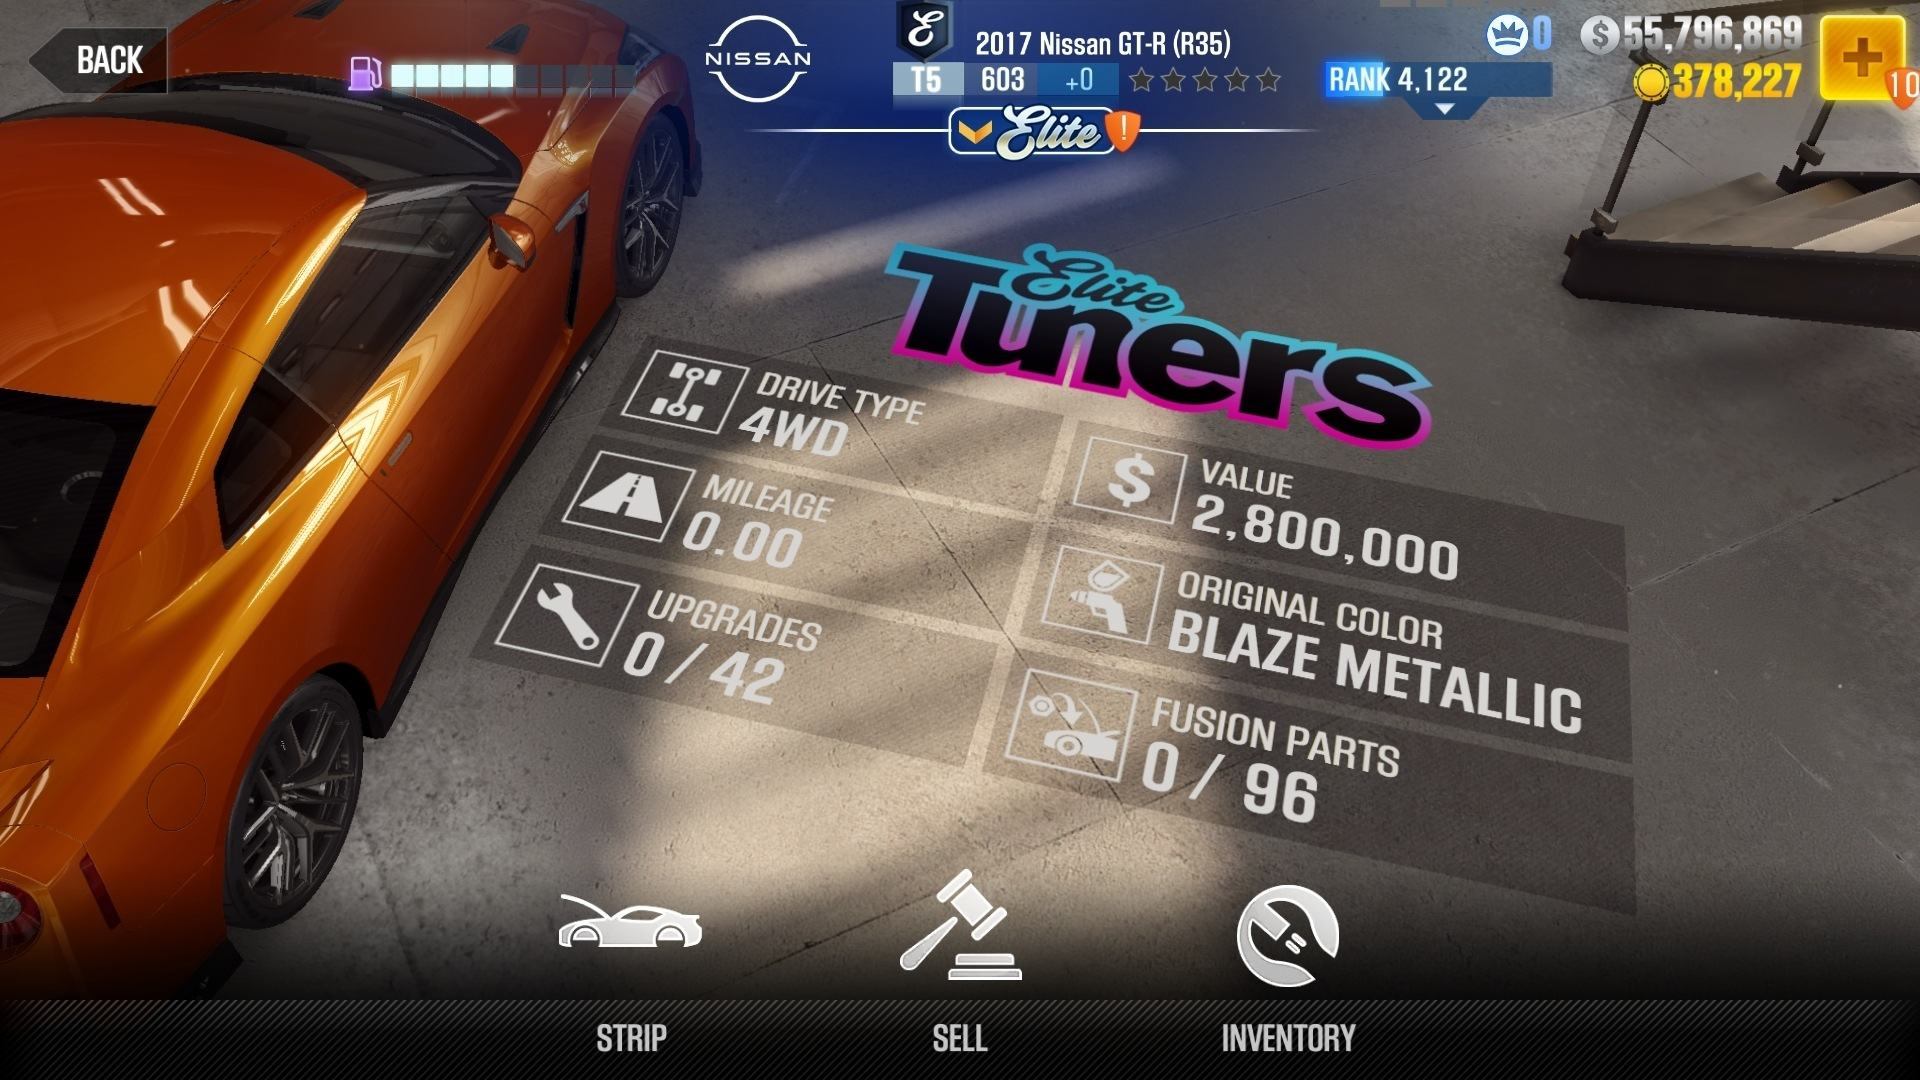 BACK
NISSAN
2017 Nissan GT-R (R35)
T5 603 +0
Elite
!
RANK 4,122
0
$ 55,796,869
378,227
+
10
Elite
Tuners
DRIVE TYPE
4WD
MILEAGE
0.00
UPGRADES
0 / 42
$ VALUE
2,800,000
ORIGINAL COLOR
BLAZE METALLIC
FUSION PARTS
0 / 96
STRIP
SELL
INVENTORY